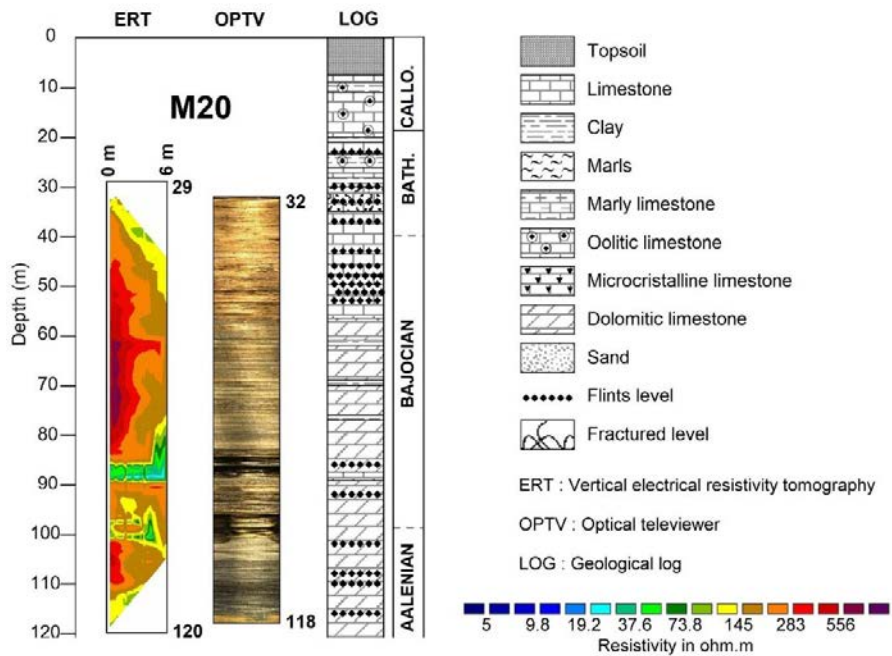 ERT OPTV LOG
0
10
20
30
40
50
60
70
80
90
100
110
120
Depth (m)
M20
0 m
6 m
29
120
32
118
CALLO.
BATH.
BAJOCIAN
AALENIAN
Topsoil
Limestone
Clay
Marls
Marly limestone
Oolitic limestone
Microcristalline limestone
Dolomitic limestone
Sand
Flints level
Fractured level
ERT : Vertical electrical resistivity tomography
OPTV : Optical televiewer
LOG : Geological log
5 9.8 19.2 37.6 73.8 145 283 556
Resistivity in ohm.m